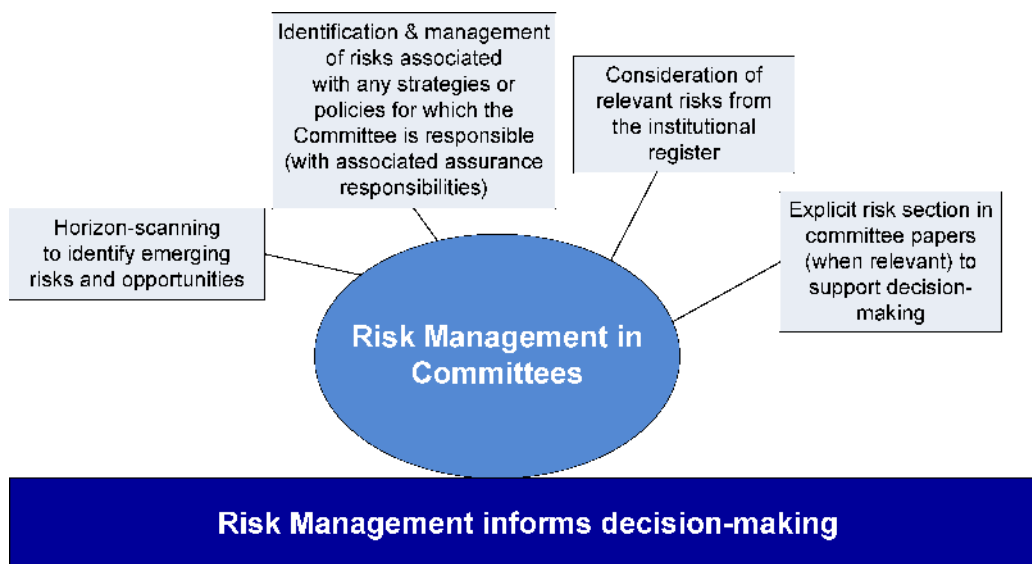 Identification & management
of risks associated
with any strategies or
policies for which the
Committee is responsible
(with associated assurance
responsibilities)
Consideration of
relevant risks from
the institutional
register
Horizon-scanning
to identify emerging
risks and opportunities
Explicit risk section in
committee papers
(when relevant) to
support decision-
making
Risk Management in
Committees
Risk Management informs decision-making